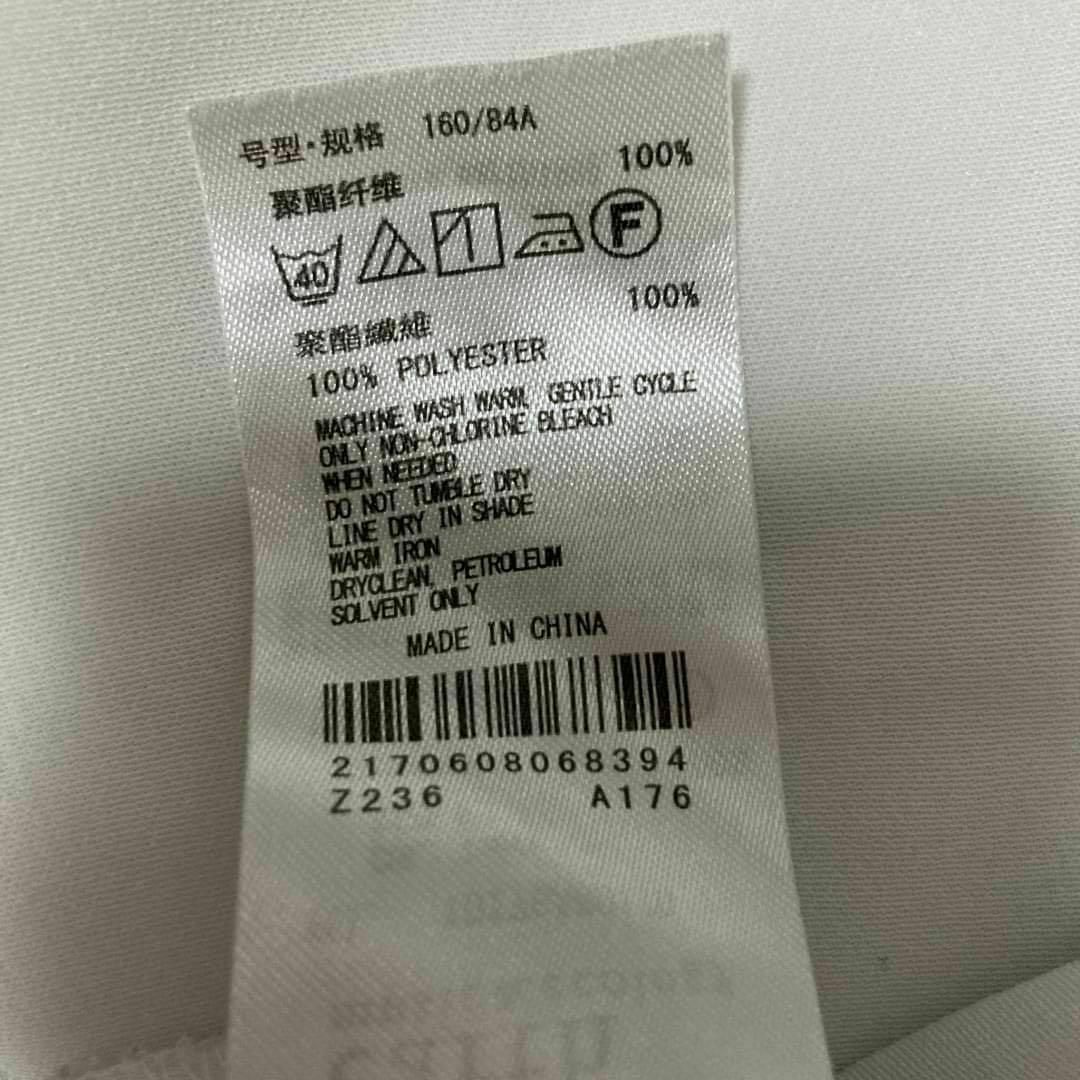 号型·规格 160/84A
聚酯纤维 100%
40 F
聚酯纖維 100%
100% POLYESTER
MACHINE WASH WARM, GENTLE CYCLE
ONLY NON-CHLORINE BLEACH
WHEN NEEDED
DO NOT TUMBLE DRY
LINE DRY IN SHADE
WARM IRON
DRYCLEAN, PETROLEUM
SOLVENT ONLY
MADE IN CHINA
2170608068394
Z236 A176